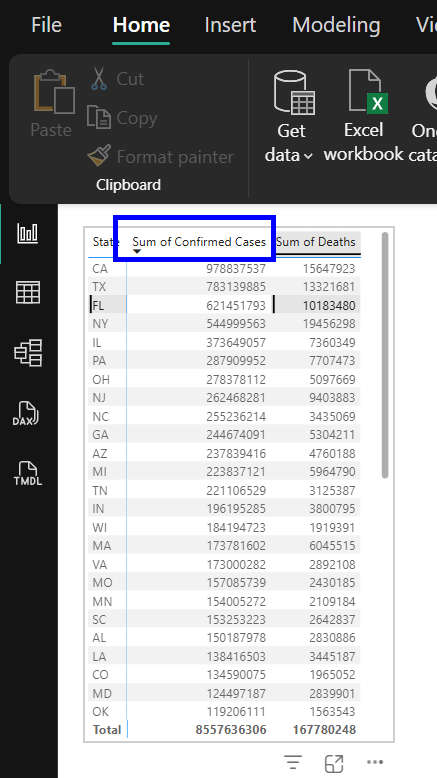 File Home Insert Modeling Vi
Paste
Cut
Copy
Format painter
Clipboard
Get data
Excel workbook
One
cata
DAX
TMDL
State Sum of Confirmed Cases Sum of Deaths
CA 978837537 15647923
TX 783139885 13321681
FL 621451793 10183480
NY 544999563 19456298
IL 373649057 7360349
PA 287909952 7707473
OH 278378112 5097669
NJ 262468281 9403883
NC 255236214 3435069
GA 244674091 5304211
AZ 237839416 4760188
MI 223837121 5964790
TN 221106529 3125387
IN 196195285 3800795
WI 184194723 1919391
MA 173781602 6045515
VA 173000282 2892108
MO 157085739 2430185
MN 154005272 2109184
SC 153253223 2642837
AL 150187978 2830886
LA 138416503 3445187
CO 134590075 1965052
MD 124497187 2839901
OK 119206111 1563543
Total 8557636306 167780248